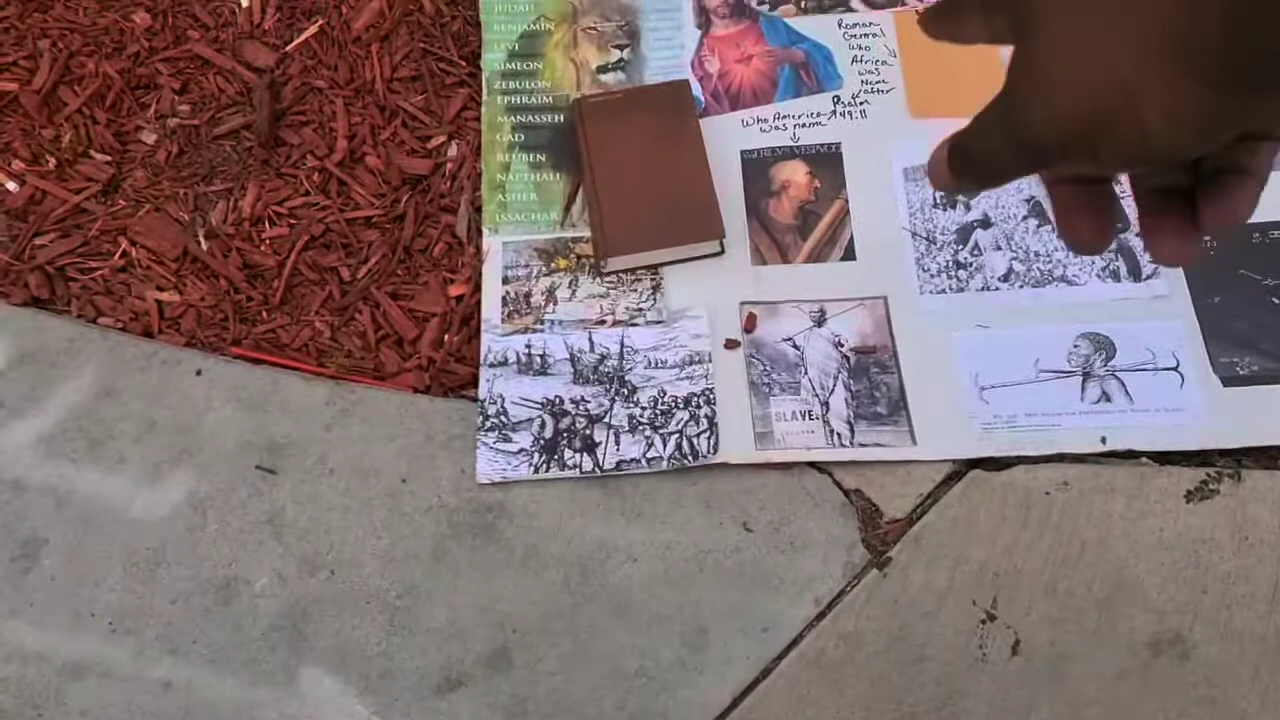 JUDAH
BENJAMIN
LEVI
SIMEON
ZEBULON
EPHRAIM
MANASSEH
GAD
REUBEN
NAPTHALI
ASHER
ISSACHAR
Roman
General
Who
Africa
was
Name
after
Psalm
49:11
Who America
was name
SLAVE